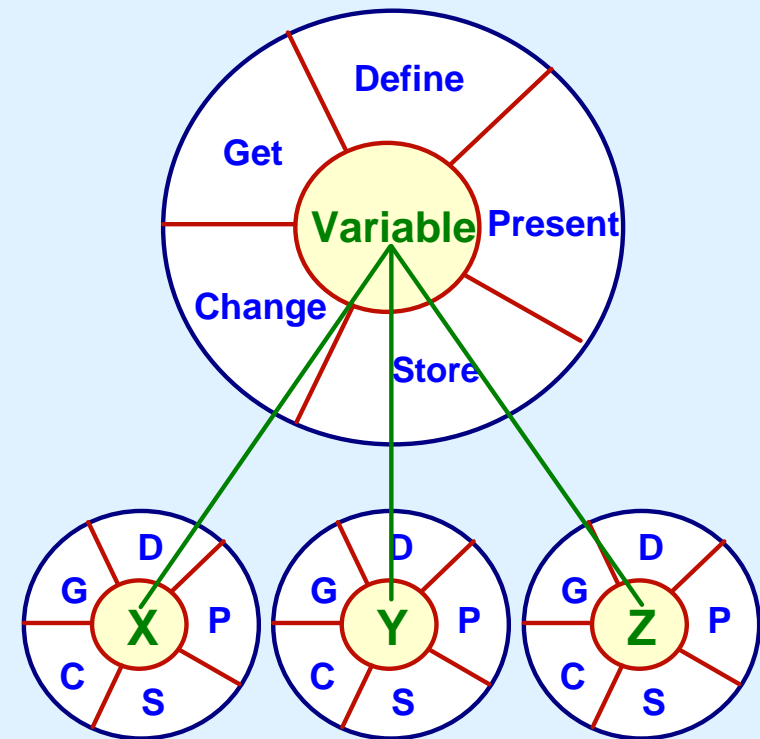 Define
Get
Variable
Present
Change
Store
D
G
P
X
C
S
D
G
P
Y
C
S
D
G
P
Z
C
S